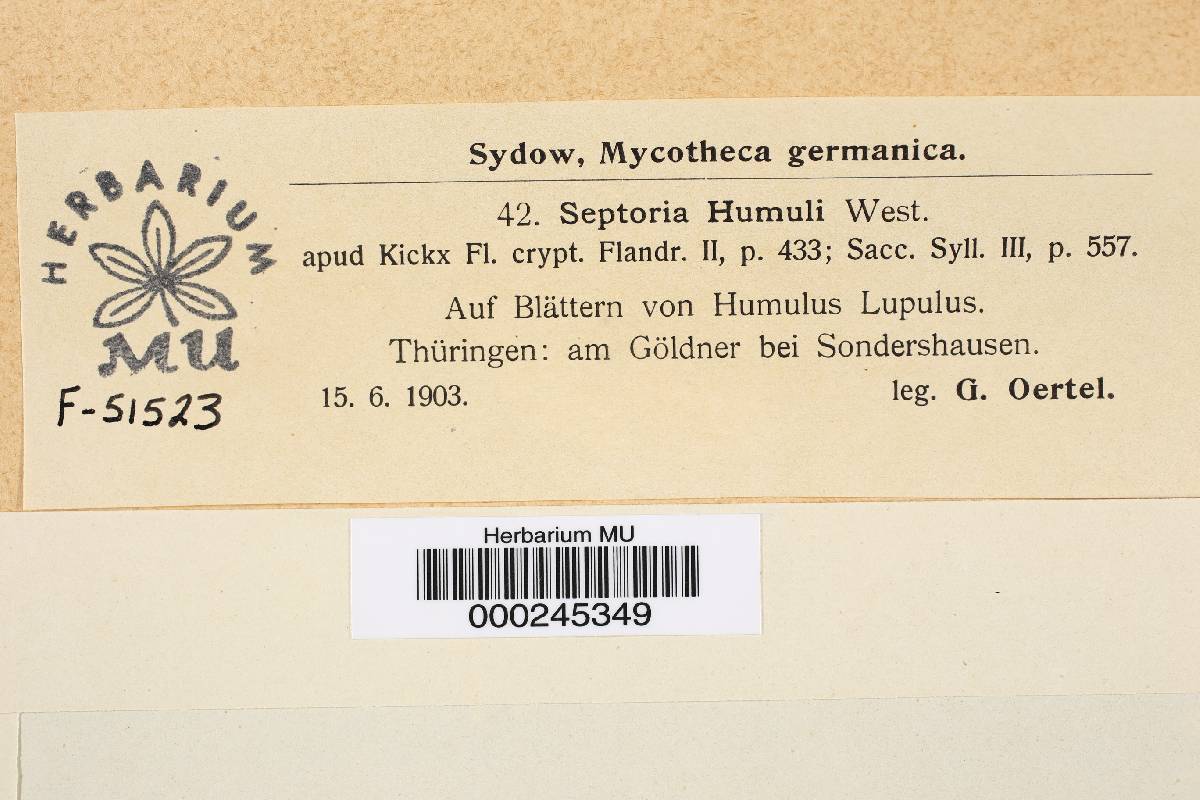 Sydow, Mycotheca germanica.
42. Septoria Humuli West.
apud Kickx Fl. crypt. Flandr. II, p. 433; Sacc. Syll. III, p. 557.
Auf Blättern von Humulus Lupulus.
Thüringen: am Göldner bei Sondershausen.
15. 6. 1903. leg. G. Oertel.
HERBARIUM
MU
F-51523
Herbarium MU
000245349